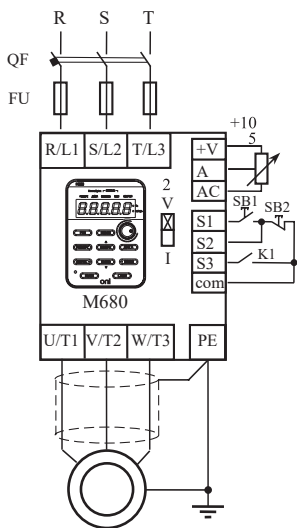 R S T
QF
FU
R/L1 S/L2 T/L3
2
V
I
+10
5
+V
A
AC
SB1
SB2
S1
S2
S3
K1
com
oni
M680
U/T1 V/T2 W/T3 PE